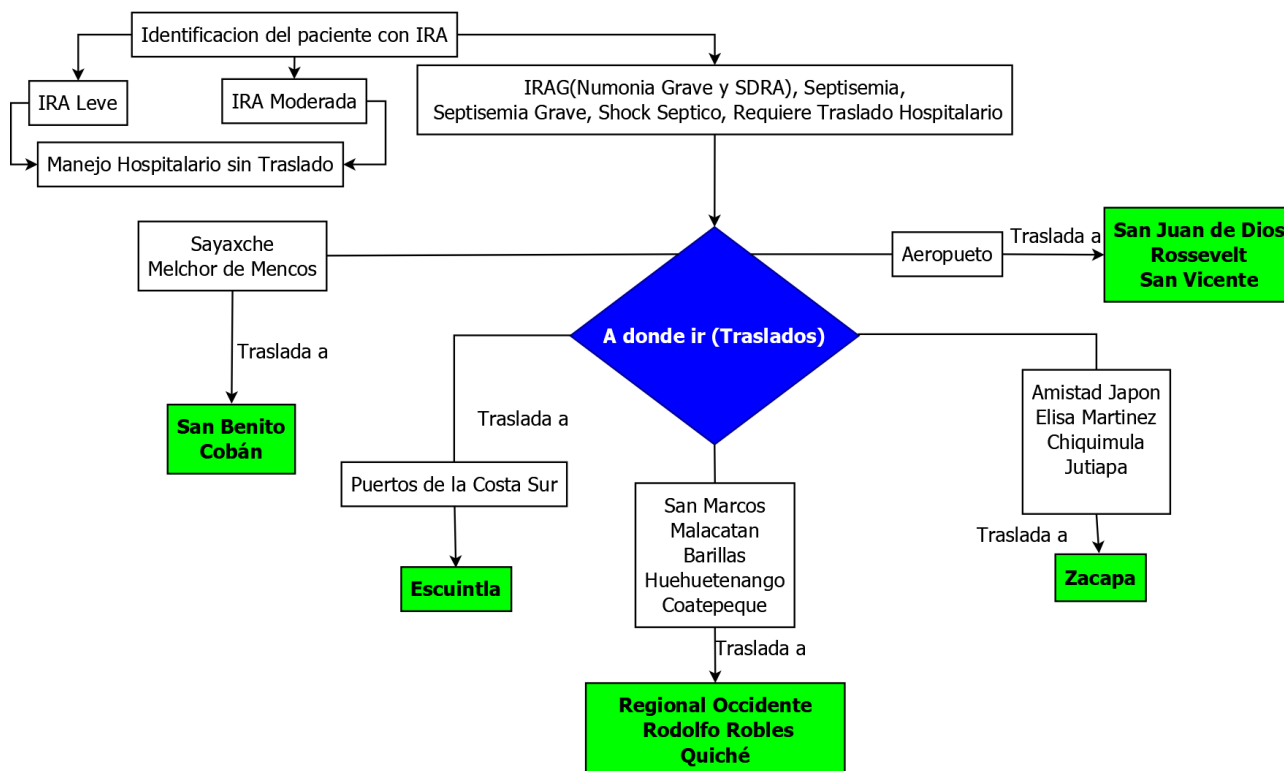 Identificacion del paciente con IRA
IRA Leve
IRA Moderada
IRAG(Numonia Grave y SDRA), Septisemia,
Septisemia Grave, Shock Septico, Requiere Traslado Hospitalario
Manejo Hospitalario sin Traslado
Sayaxche
Melchor de Mencos
Aeropueto
Traslada a
San Juan de Dios
Rossevelt
San Vicente
A donde ir (Traslados)
Traslada a
San Benito
Cobán
Traslada a
Puertos de la Costa Sur
Escuintla
San Marcos
Malacatan
Barillas
Huehuetenango
Coatepeque
Traslada a
Regional Occidente
Rodolfo Robles
Quiché
Amistad Japon
Elisa Martinez
Chiquimula
Jutiapa
Traslada a
Zacapa